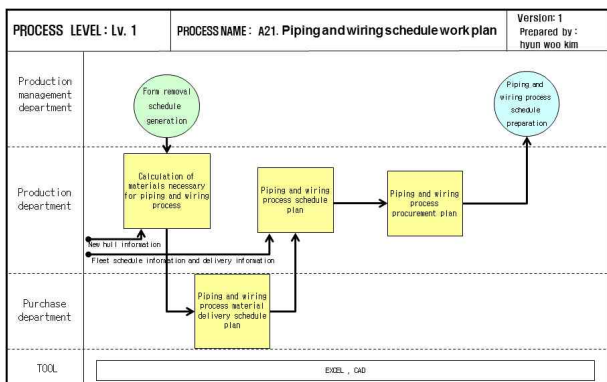 PROCESS LEVEL : Lv. 1
PROCESS NAME : A21. Piping and wiring schedule work plan
Version: 1
Prepared by :
hyun woo kim
Production
management
department
Form removal
schedule
generation
Piping and
wiring process
schedule
preparation
Production
department
Calculation of
materials necessary
for piping and wiring
process
Piping and wiring
process schedule
plan
Piping and wiring
process
procurement plan
New hull information
Fleet schedule information and delivery information
Purchase
department
Piping and wiring
process material
delivery schedule
plan
TOOL
EXCEL , CAD